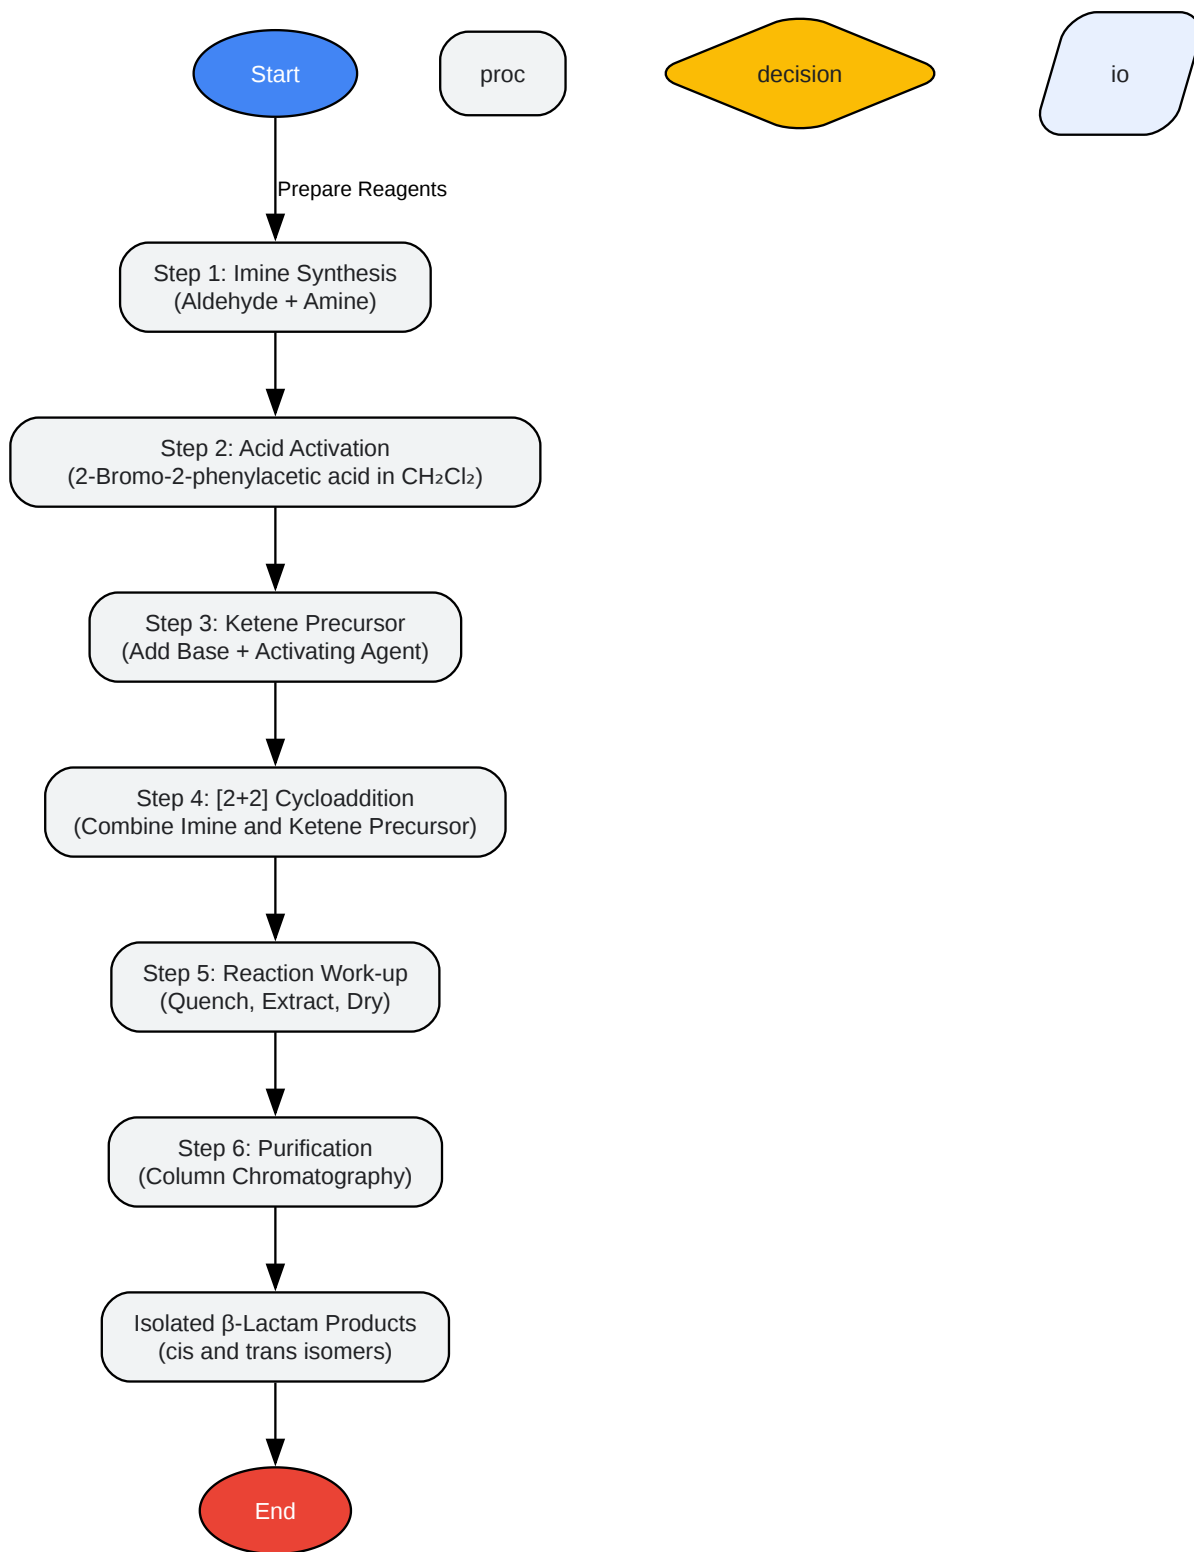 Start
proc
decision
io
Prepare Reagents
Step 1: Imine Synthesis
(Aldehyde + Amine)
Step 2: Acid Activation
(2-Bromo-2-phenylacetic acid in CH₂Cl₂)
Step 3: Ketene Precursor
(Add Base + Activating Agent)
Step 4: [2+2] Cycloaddition
(Combine Imine and Ketene Precursor)
Step 5: Reaction Work-up
(Quench, Extract, Dry)
Step 6: Purification
(Column Chromatography)
Isolated β-Lactam Products
(cis and trans isomers)
End